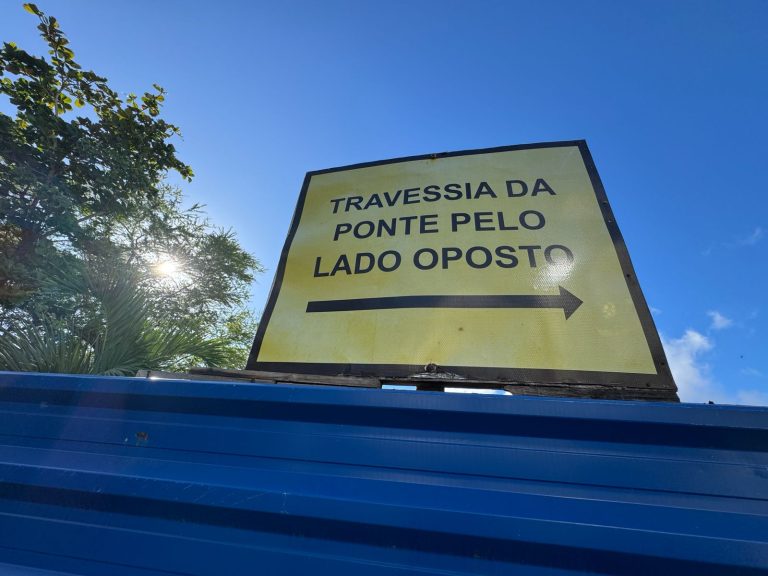 TRAVESSIA DA
PONTE PELO
LADO OPOSTO